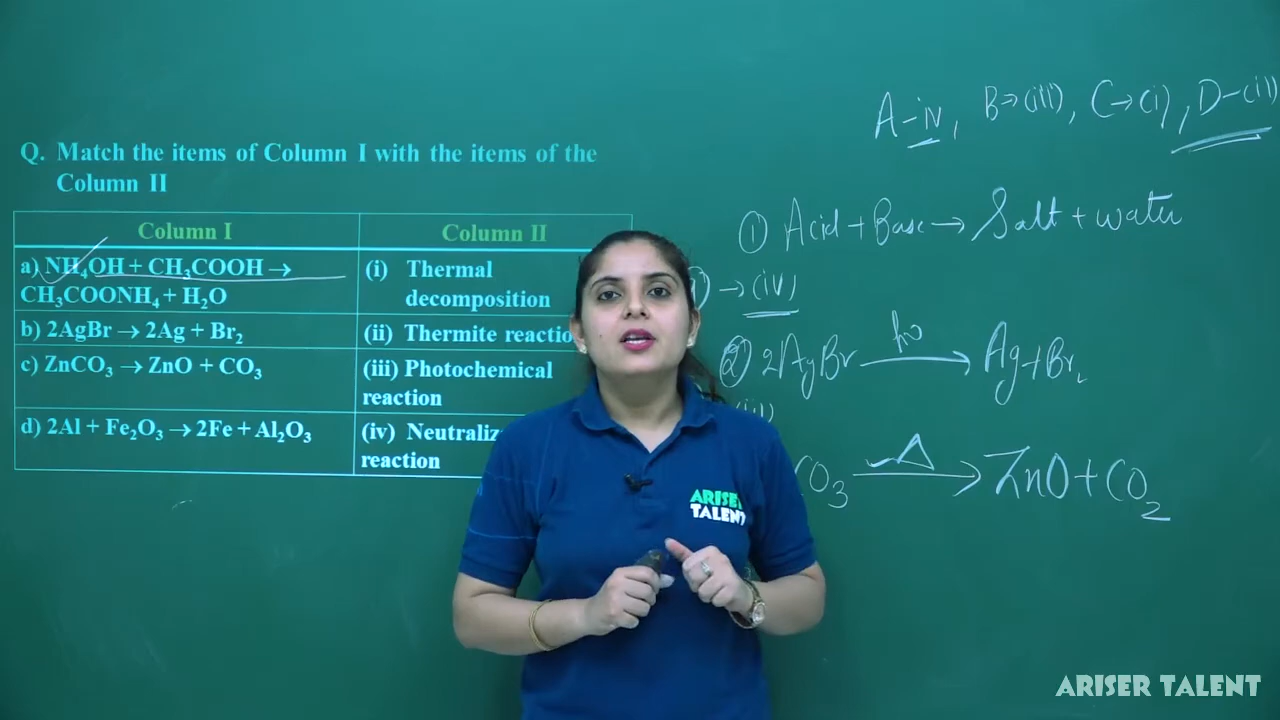 Q. Match the items of Column I with the items of the
Column II
Column I
Column II
a) NH₄OH + CH₃COOH →
CH₃COONH₄ + H₂O
(i) Thermal
decomposition
b) 2AgBr → 2Ag + Br₂
(ii) Thermite reactio
c) ZnCO₃ → ZnO + CO₃
(iii) Photochemical
reaction
d) 2Al + Fe₂O₃ → 2Fe + Al₂O₃
(iv) Neutraliz
reaction
A-iv, B→(iii), C→(i), D-(ii)
① Acid + Base → Salt + water
→ (iv)
② 2AgBr hν → Ag + Br₂
(iii)
CO₃ Δ → ZnO + CO₂
ARISER
TALENT
ARISER TALENT